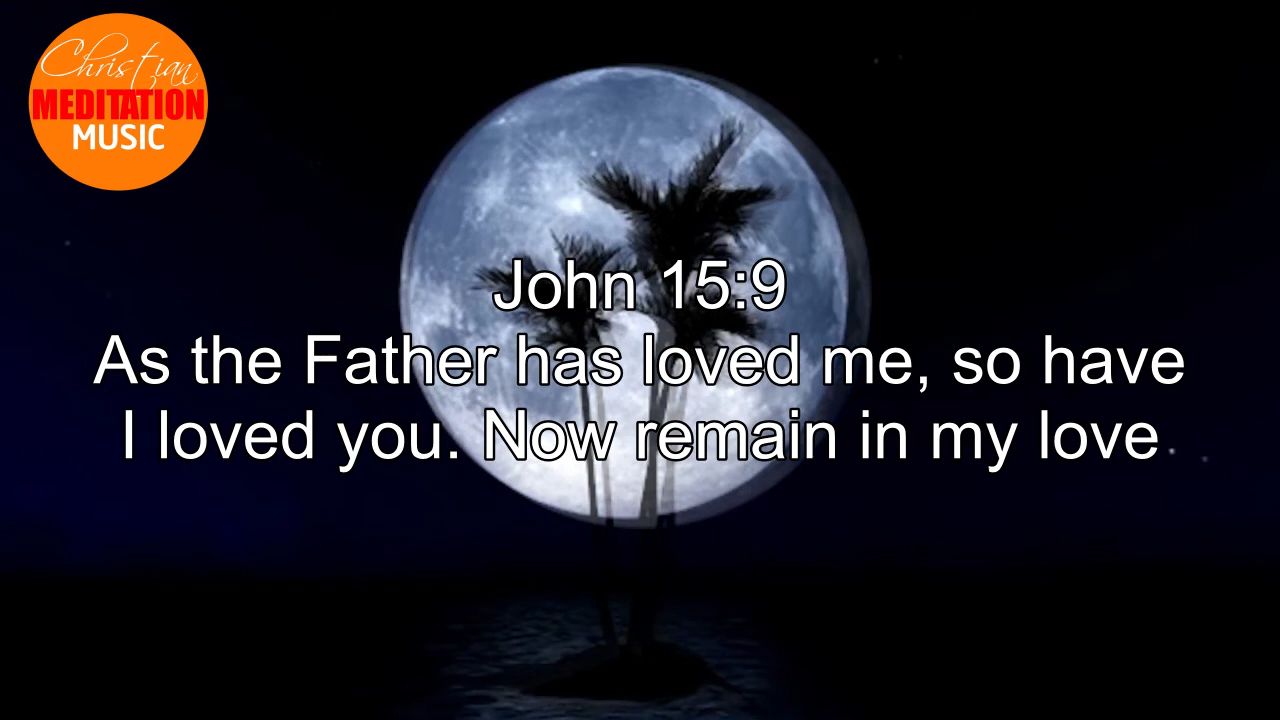 Christian
MEDITATION
MUSIC
John 15:9
As the Father has loved me, so have
I loved you. Now remain in my love